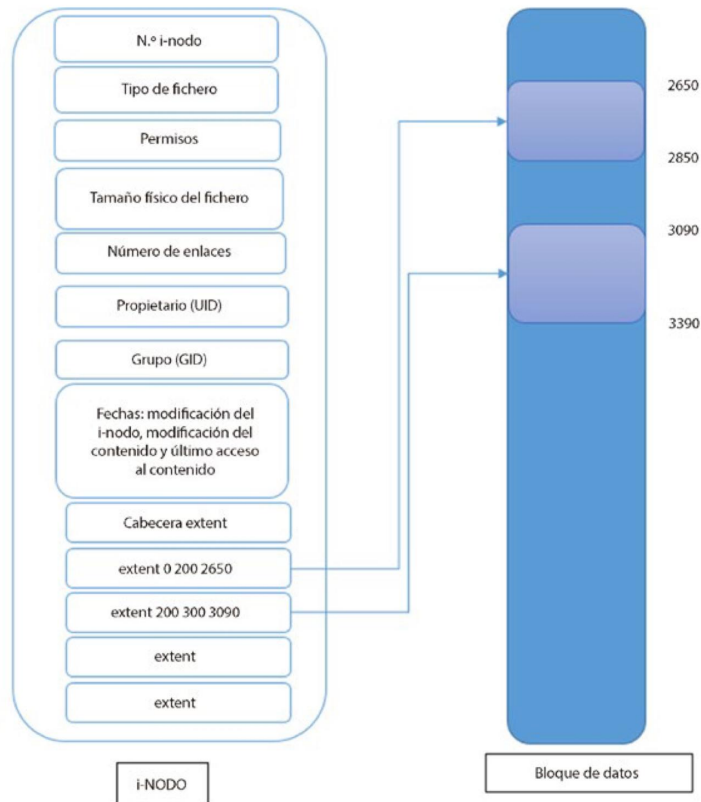 N.º i-nodo
Tipo de fichero
Permisos
Tamaño físico del fichero
Número de enlaces
Propietario (UID)
Grupo (GID)
Fechas: modificación del
i-nodo, modificación del
contenido y último acceso
al contenido
Cabecera extent
extent 0 200 2650
extent 200 300 3090
extent
extent
i-NODO
2650
2850
3090
3390
Bloque de datos